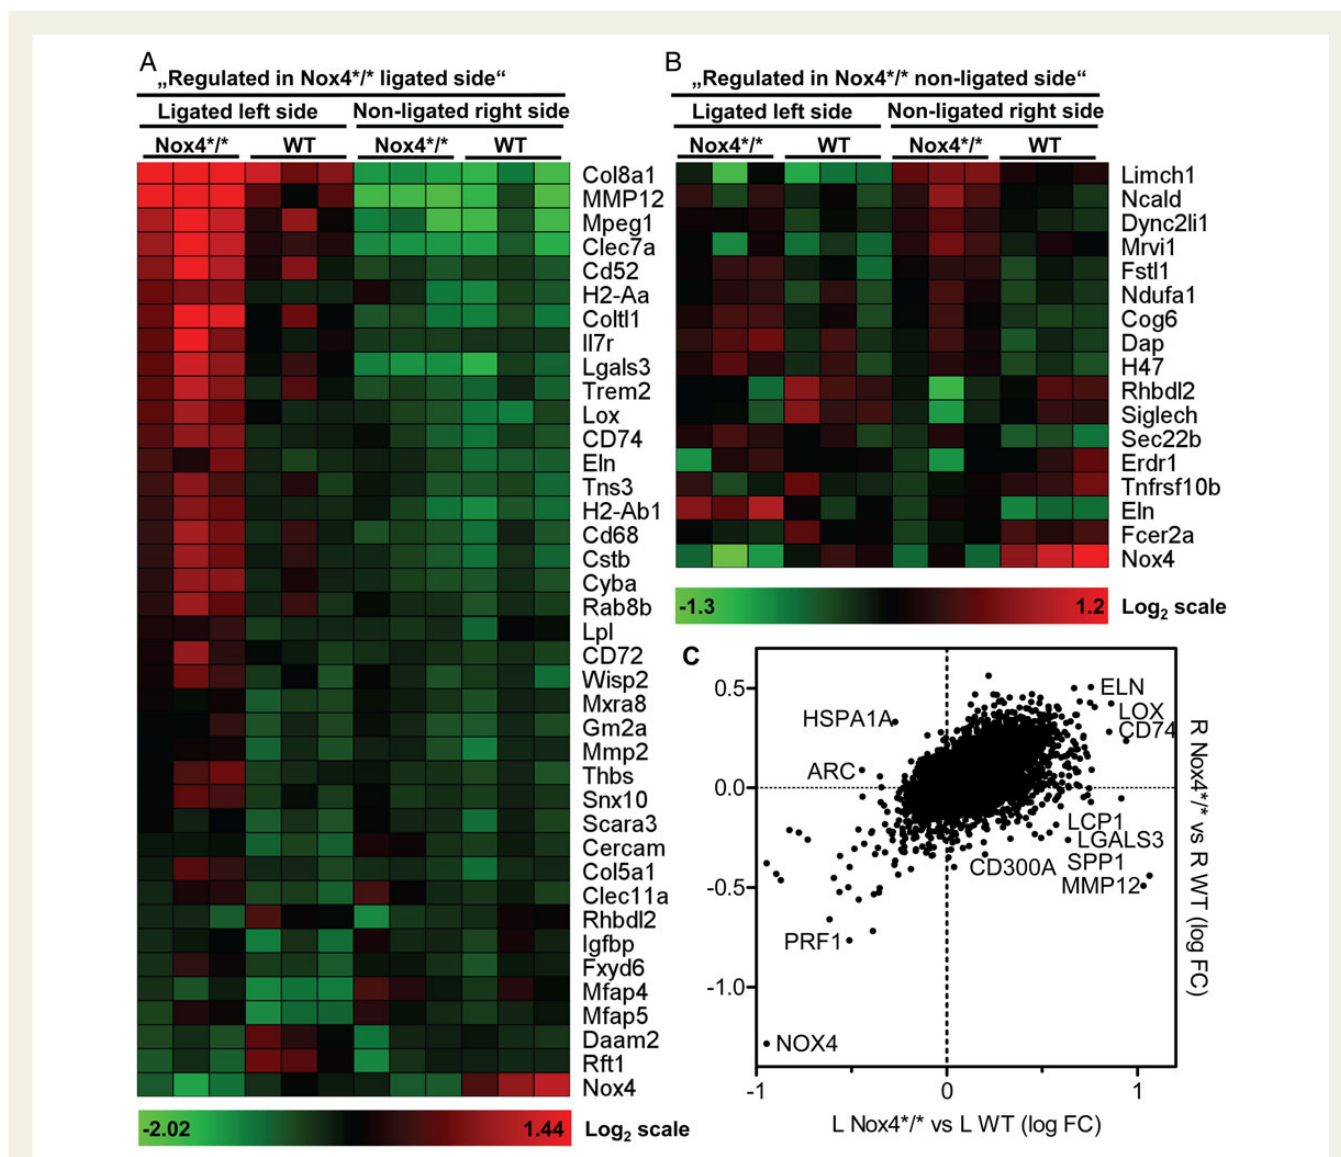 A
„Regulated in Nox4*/* ligated side“
Ligated left side Non-ligated right side
Nox4*/* WT Nox4*/* WT
Col8a1
MMP12
Mpeg1
Clec7a
Cd52
H2-Aa
Coltl1
Il7r
Lgals3
Trem2
Lox
CD74
Eln
Tns3
H2-Ab1
Cd68
Cstb
Cyba
Rab8b
Lpl
CD72
Wisp2
Mxra8
Gm2a
Mmp2
Thbs
Snx10
Scara3
Cercam
Col5a1
Clec11a
Rhbdl2
Igfbp
Fxyd6
Mfap4
Mfap5
Daam2
Rft1
Nox4
-2.02 1.44 Log2 scale
B
„Regulated in Nox4*/* non-ligated side“
Ligated left side Non-ligated right side
Nox4*/* WT Nox4*/* WT
Limch1
Ncald
Dync2li1
Mrvi1
Fstl1
Ndufa1
Cog6
Dap
H47
Rhbdl2
Siglech
Sec22b
Erdr1
Tnfrsf10b
Eln
Fcer2a
Nox4
-1.3 1.2 Log2 scale
C
0.5
0.0
-0.5
-1.0
HSPA1A
ARC
PRF1
NOX4
ELN
LOX
CD74
LCP1
LGALS3
CD300A
SPP1
MMP12
-1 0 1
L Nox4*/* vs L WT (log FC)
R Nox4*/* vs R WT (log FC)